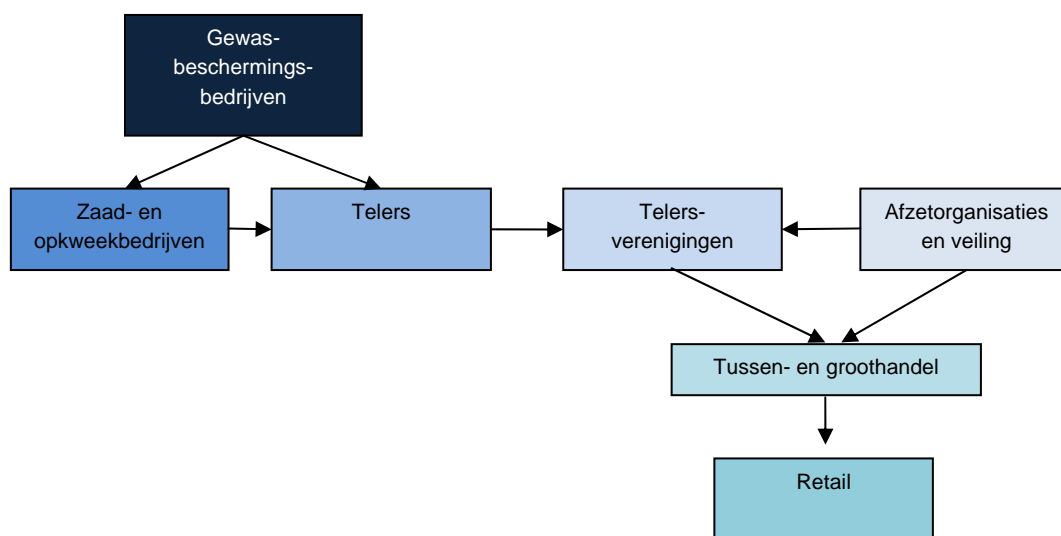 Gewas-
beschermings-
bedrijven
Zaad- en
opkweekbedrijven
Telers
Telers-
verenigingen
Afzetorganisaties
en veiling
Tussen- en groothandel
Retail